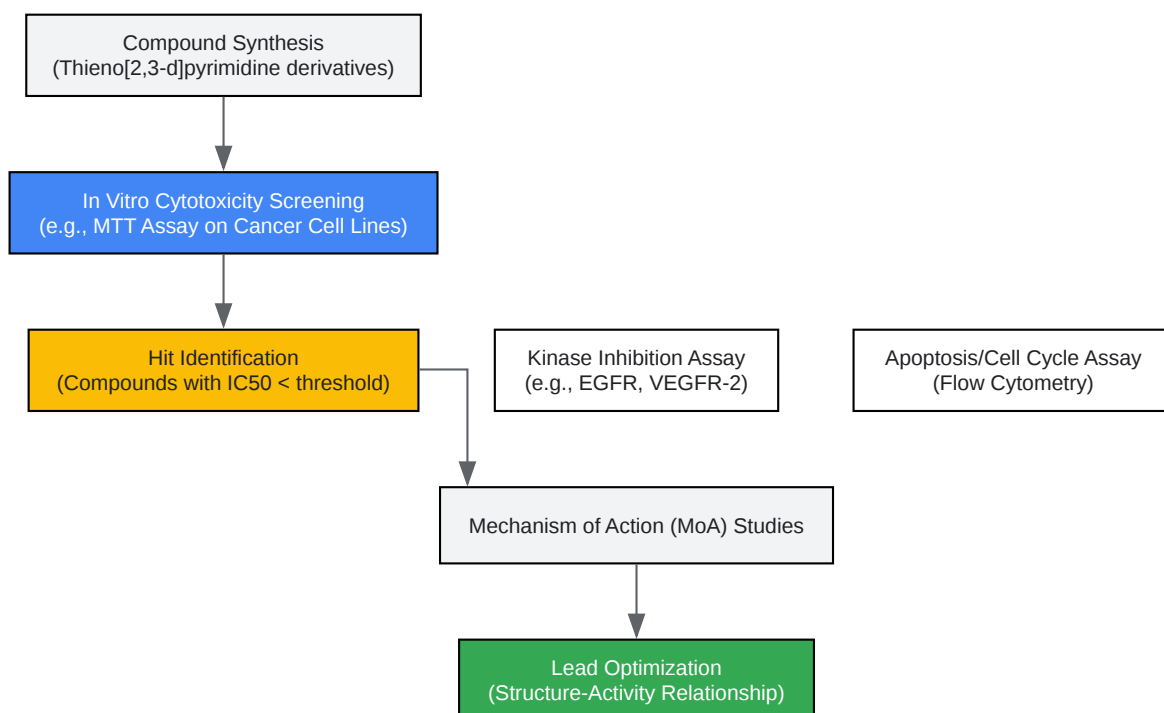 Compound Synthesis
(Thieno[2,3-d]pyrimidine derivatives)
In Vitro Cytotoxicity Screening
(e.g., MTT Assay on Cancer Cell Lines)
Hit Identification
(Compounds with IC50 < threshold)
Kinase Inhibition Assay
(e.g., EGFR, VEGFR-2)
Apoptosis/Cell Cycle Assay
(Flow Cytometry)
Mechanism of Action (MoA) Studies
Lead Optimization
(Structure-Activity Relationship)